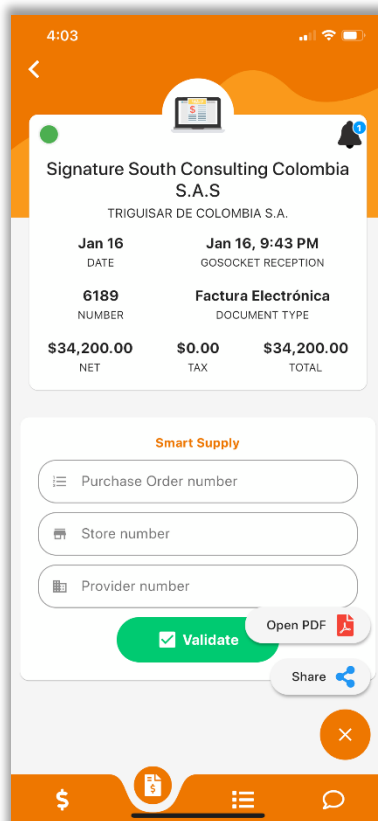 4:03
1
Signature South Consulting Colombia
S.A.S
TRIGUISAR DE COLOMBIA S.A.
Jan 16 Jan 16, 9:43 PM
DATE GOSOCKET RECEPTION
6189 Factura Electrónica
NUMBER DOCUMENT TYPE
$34,200.00 $0.00 $34,200.00
NET TAX TOTAL
Smart Supply
Purchase Order number
Store number
Provider number
Open PDF
Validate
Share